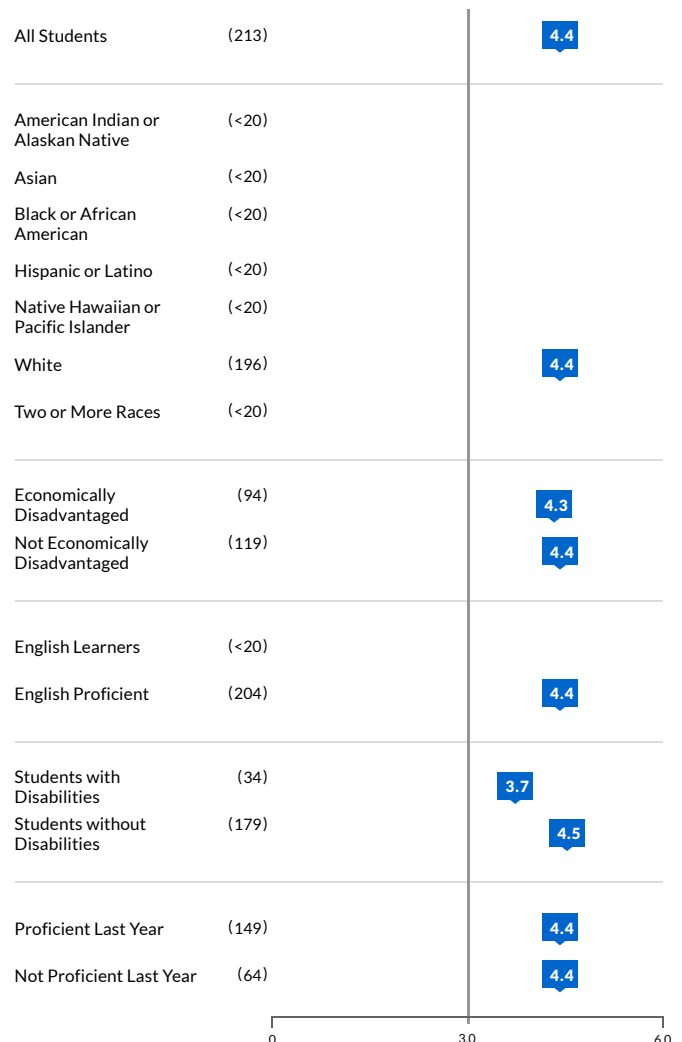 All Students (213) 4.4
American Indian or (<20)
Alaskan Native
Asian (<20)
Black or African (<20)
American
Hispanic or Latino (<20)
Native Hawaiian or (<20)
Pacific Islander
White (196) 4.4
Two or More Races (<20)
Economically (94) 4.3
Disadvantaged
Not Economically (119) 4.4
Disadvantaged
English Learners (<20)
English Proficient (204) 4.4
Students with (34) 3.7
Disabilities
Students without (179) 4.5
Disabilities
Proficient Last Year (149) 4.4
Not Proficient Last Year (64) 4.4
0 3.0 6.0